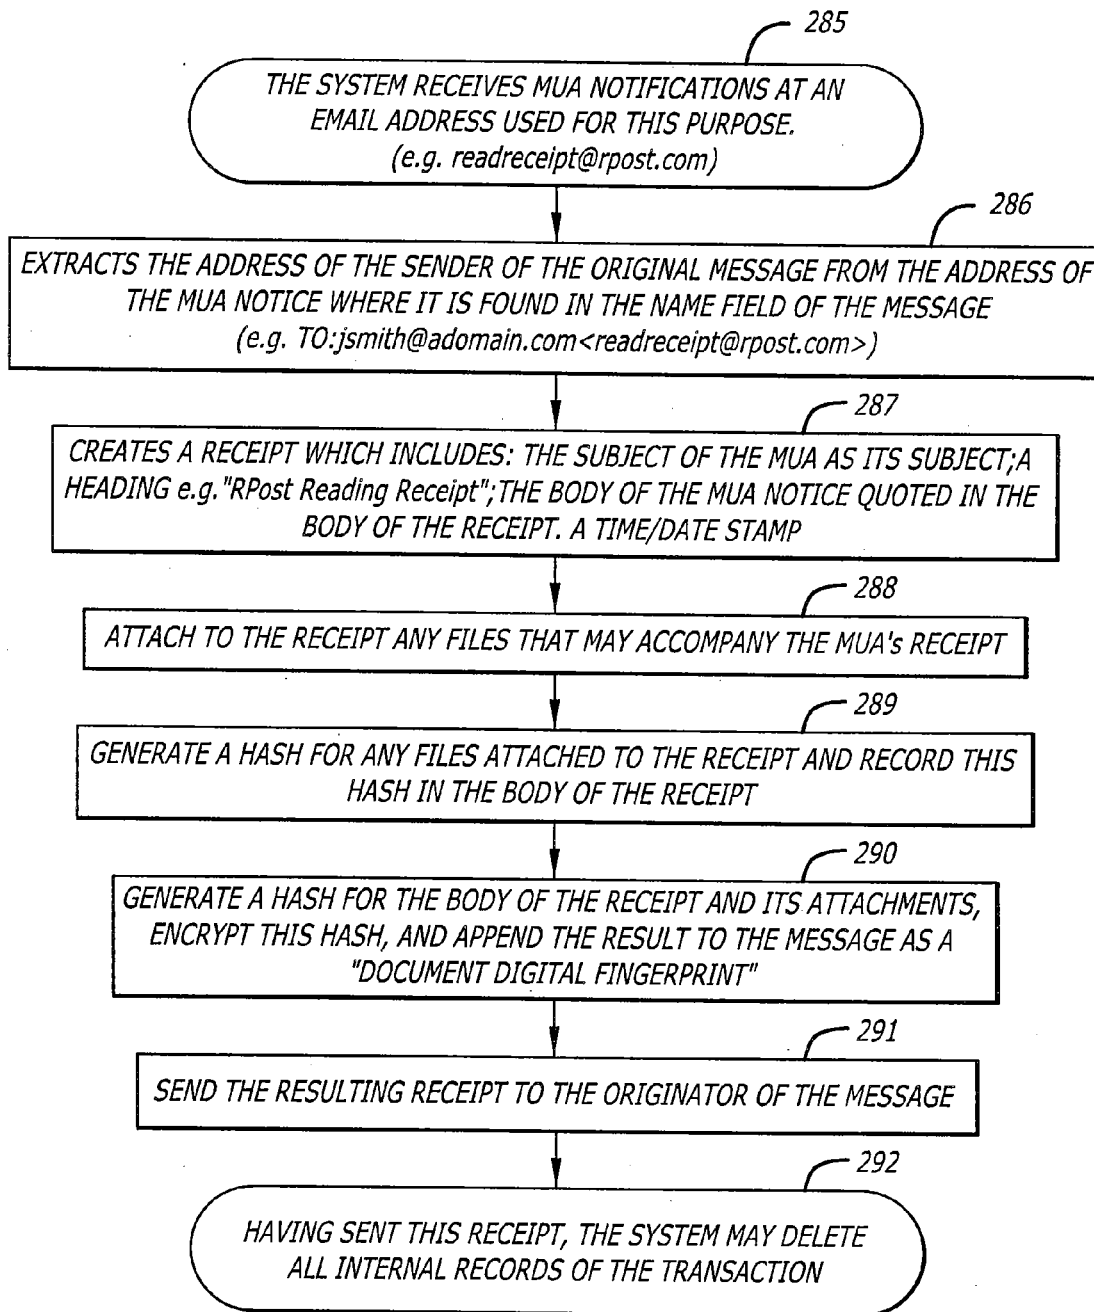 285
THE SYSTEM RECEIVES MUA NOTIFICATIONS AT AN
EMAIL ADDRESS USED FOR THIS PURPOSE.
(e.g. readreceipt@rpost.com)
286
EXTRACTS THE ADDRESS OF THE SENDER OF THE ORIGINAL MESSAGE FROM THE ADDRESS OF
THE MUA NOTICE WHERE IT IS FOUND IN THE NAME FIELD OF THE MESSAGE
(e.g. TO:jsmith@adomain.com<readreceipt@rpost.com>)
287
CREATES A RECEIPT WHICH INCLUDES: THE SUBJECT OF THE MUA AS ITS SUBJECT;A
HEADING e.g."RPost Reading Receipt";THE BODY OF THE MUA NOTICE QUOTED IN THE
BODY OF THE RECEIPT. A TIME/DATE STAMP
288
ATTACH TO THE RECEIPT ANY FILES THAT MAY ACCOMPANY THE MUA's RECEIPT
289
GENERATE A HASH FOR ANY FILES ATTACHED TO THE RECEIPT AND RECORD THIS
HASH IN THE BODY OF THE RECEIPT
290
GENERATE A HASH FOR THE BODY OF THE RECEIPT AND ITS ATTACHMENTS,
ENCRYPT THIS HASH, AND APPEND THE RESULT TO THE MESSAGE AS A
"DOCUMENT DIGITAL FINGERPRINT"
291
SEND THE RESULTING RECEIPT TO THE ORIGINATOR OF THE MESSAGE
292
HAVING SENT THIS RECEIPT, THE SYSTEM MAY DELETE
ALL INTERNAL RECORDS OF THE TRANSACTION